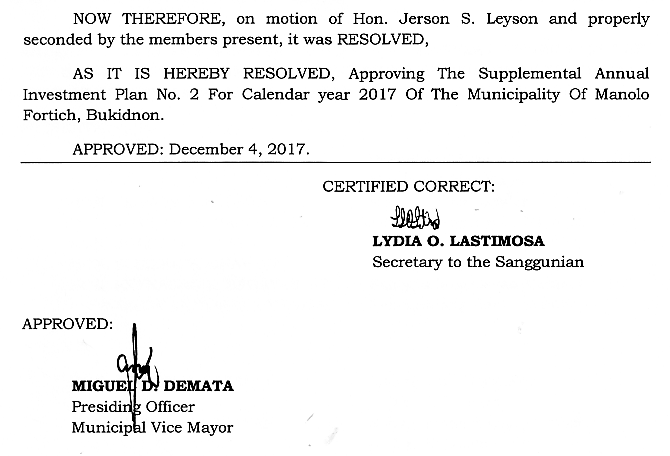 NOW THEREFORE, on motion of Hon. Jerson S. Leyson and properly
seconded by the members present, it was RESOLVED,
AS IT IS HEREBY RESOLVED, Approving The Supplemental Annual
Investment Plan No. 2 For Calendar year 2017 Of The Municipality Of Manolo
Fortich, Bukidnon.
APPROVED: December 4, 2017.
CERTIFIED CORRECT:
LYDIA O. LASTIMOSA
Secretary to the Sanggunian
APPROVED:
MIGUEL D. DEMATA
Presiding Officer
Municipal Vice Mayor